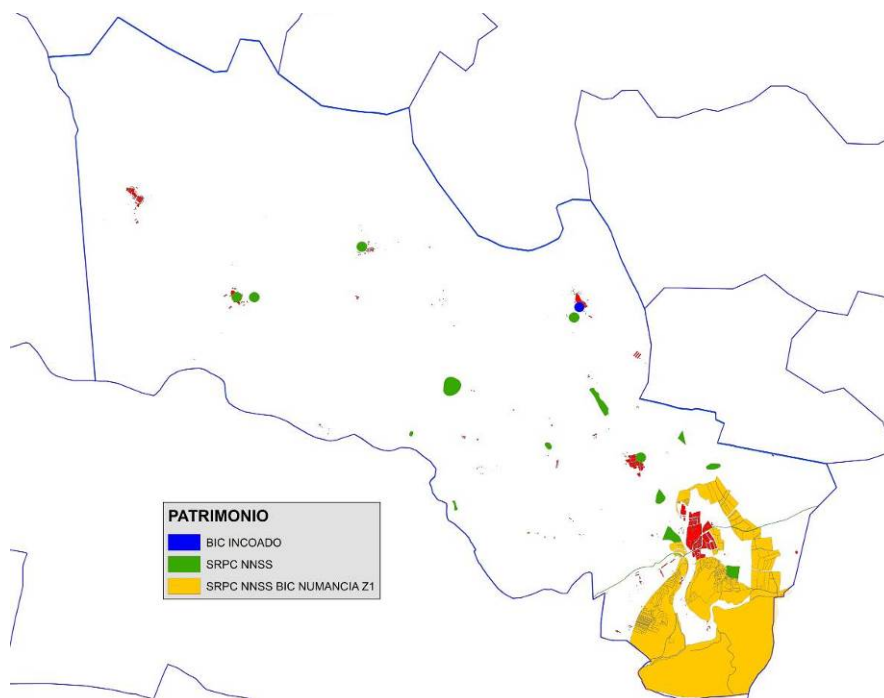 PATRIMONIO
BIC INCOADO
SRPC NNSS
SRPC NNSS BIC NUMANCIA Z1